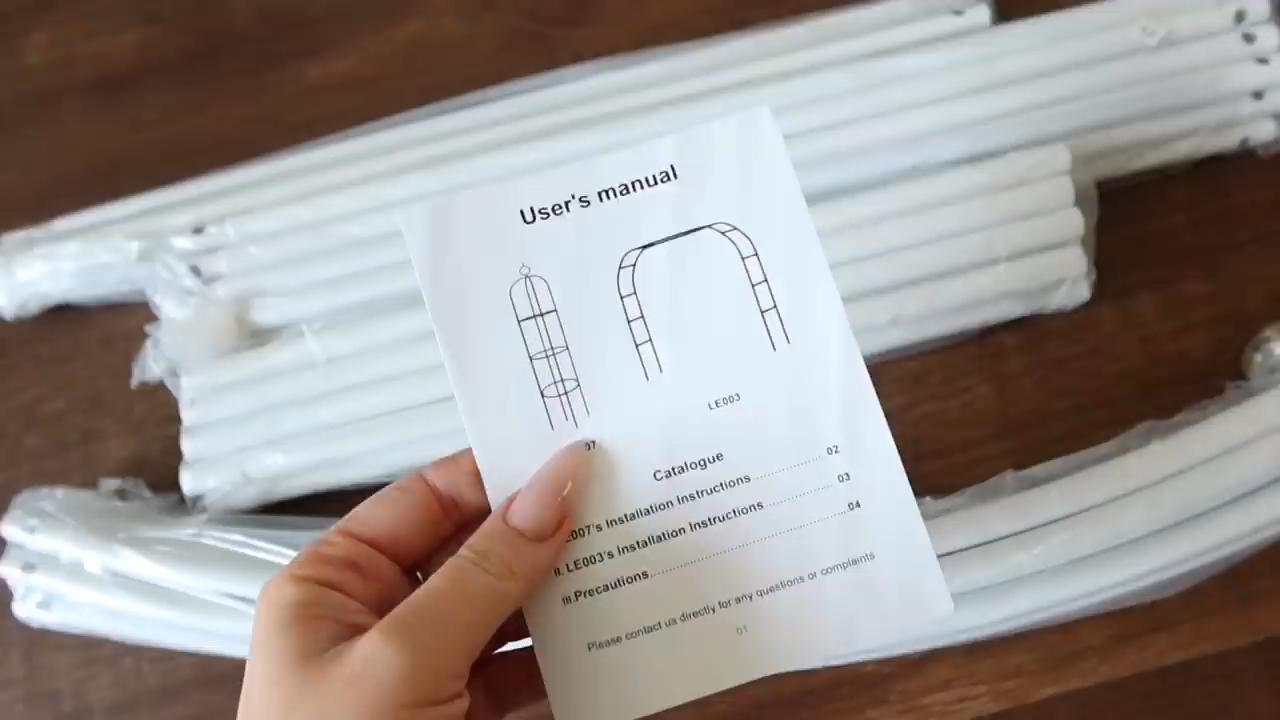 User's manual
07
LE003
Catalogue
E007's Installation Instructions.................... 02
II. LE003's Installation Instructions.................... 03
III.Precautions..................................................04
Please contact us directly for any questions or complaints
01